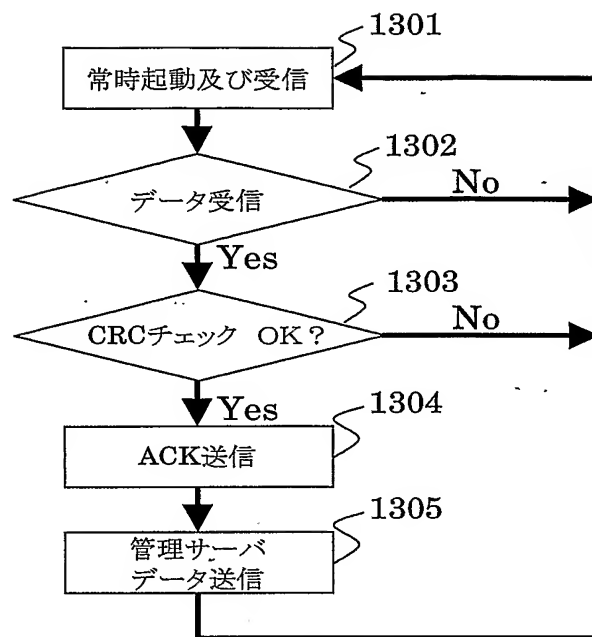 1301
常時起動及び受信
1302
データ受信
No
Yes
1303
CRCチェック OK?
No
Yes
1304
ACK送信
1305
管理サーバ
データ送信